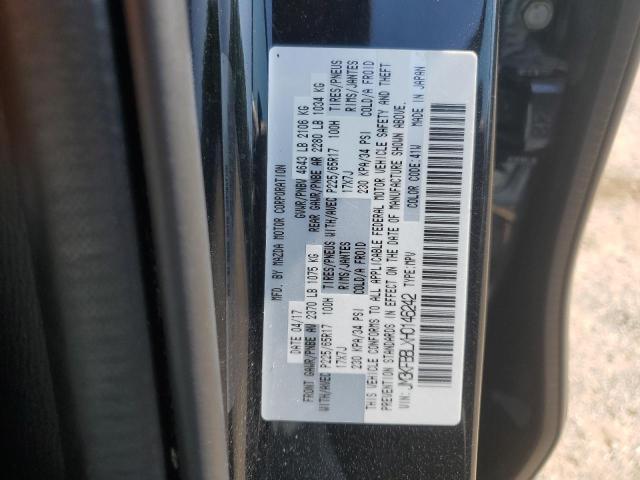 MFD. BY MAZDA MOTOR CORPORATION
DATE 04/17 GVWR/PNBV 4643 LB 2106 KG
FRONT GAWR/PNBE AV 2370 LB 1075 KG REAR GAWR/PNBE AR 2280 LB 1034 KG
WITH/AVEC P225/65R17 100H TIRES/PNEUS WITH/AVEC P225/65R17 100H TIRES/PNEUS
17X7J RIMS/JANTES 17X7J RIMS/JANTES
230 KPA/34 PSI COLD/A FROID 230 KPA/34 PSI COLD/A FROID
THIS VEHICLE CONFORMS TO ALL APPLICABLE FEDERAL MOTOR VEHICLE SAFETY AND THEFT
PREVENTION STANDARDS IN EFFECT ON THE DATE OF MANUFACTURE SHOWN ABOVE.
VIN: JM3KFBBLXH0146242 TYPE:MPV COLOR CODE:41W MADE IN JAPAN